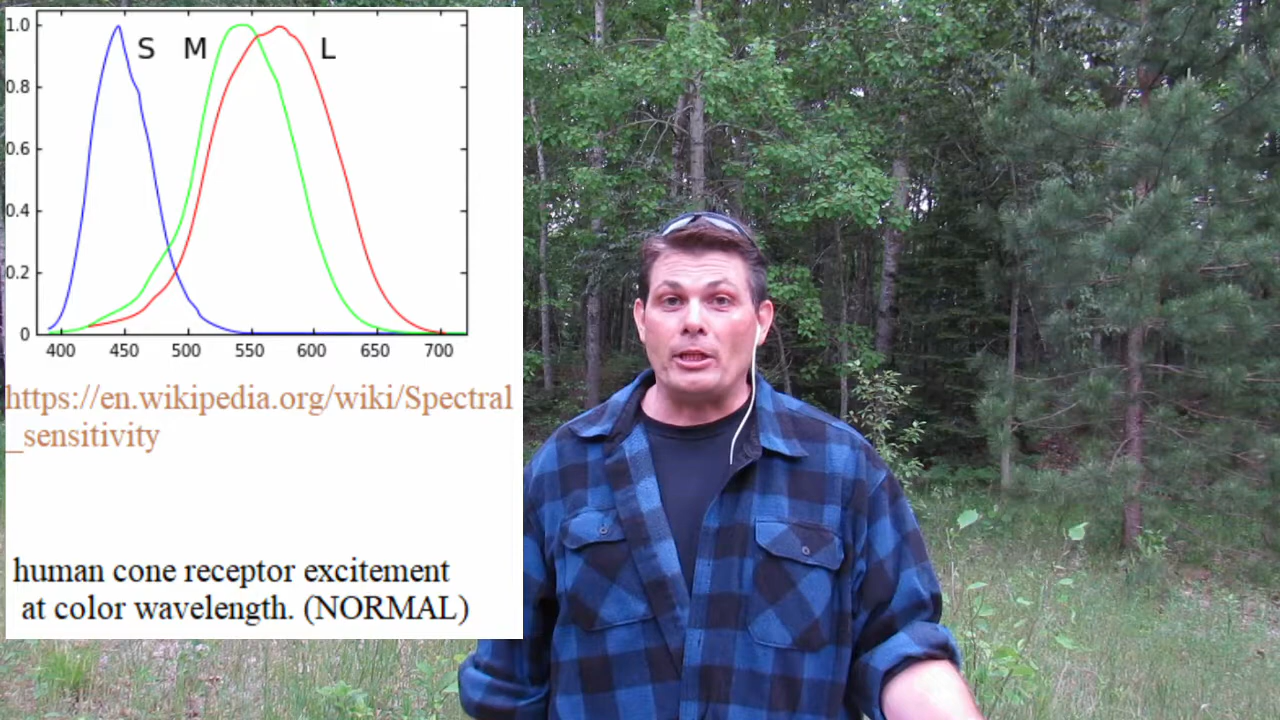 1.0
S M L
0.8
0.6
0.4
0.2
0
400 450 500 550 600 650 700
https://en.wikipedia.org/wiki/Spectral
_sensitivity
human cone receptor excitement
at color wavelength. (NORMAL)